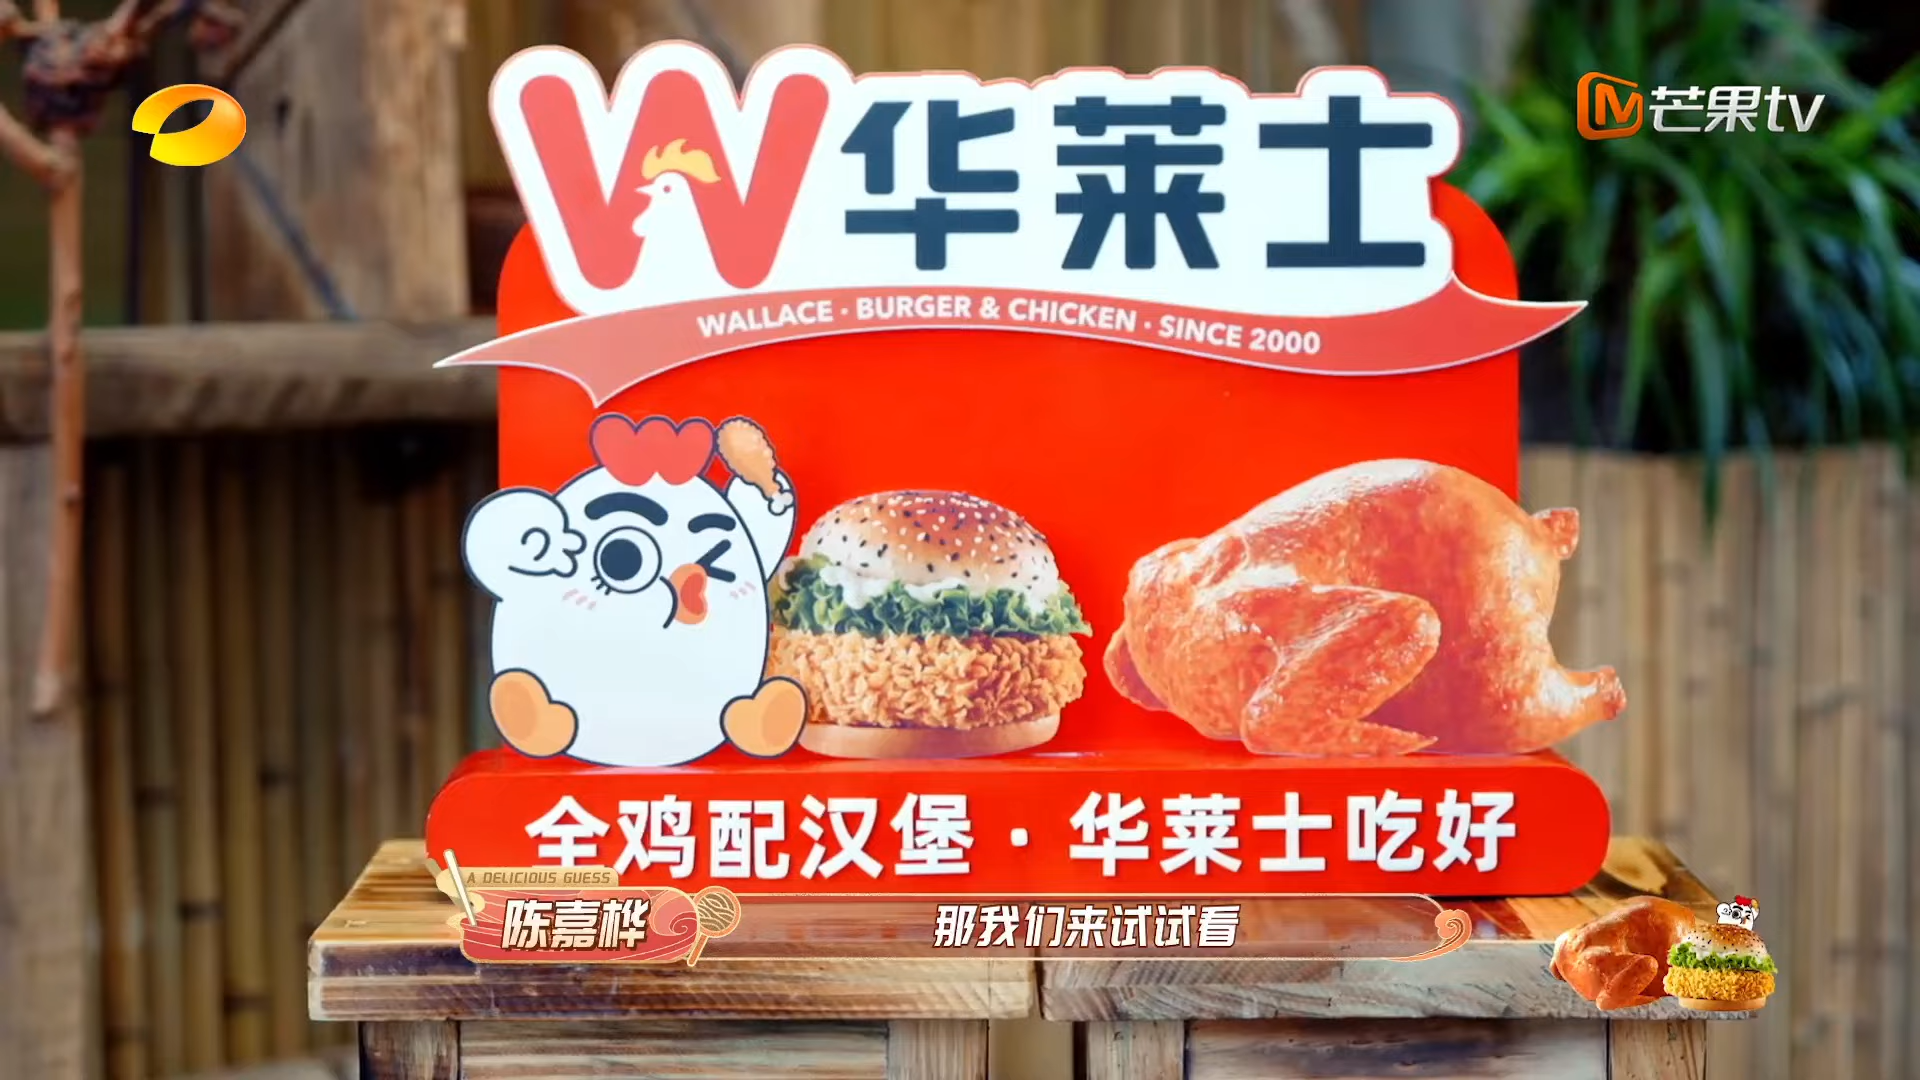 芒果tv
W华莱士
WALLACE · BURGER & CHICKEN · SINCE 2000
全鸡配汉堡 · 华莱士吃好
A DELICIOUS GUESS
陈嘉桦 那我们来试试看